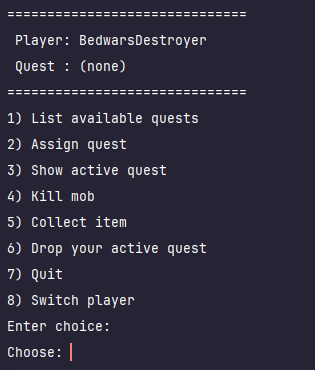 ==============================
Player: BedwarsDestroyer
Quest : (none)
==============================
1) List available quests
2) Assign quest
3) Show active quest
4) Kill mob
5) Collect item
6) Drop your active quest
7) Quit
8) Switch player
Enter choice:
Choose: